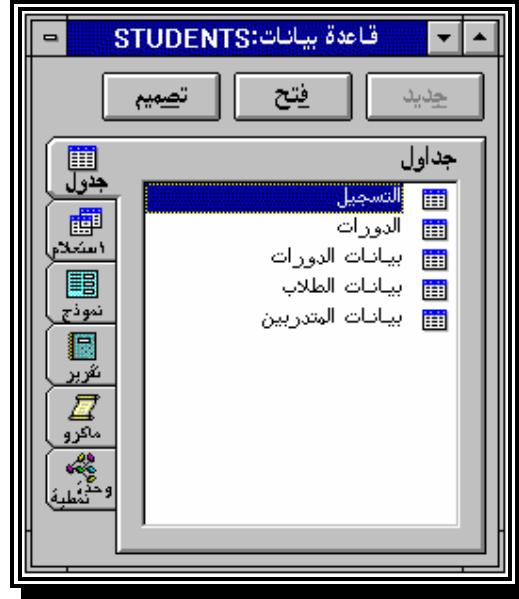 قاعدة بيانات:STUDENTS
جديد
فتح
تصميم
جداول
التسجيل
الدورات
بيانات الدورات
بيانات الطلاب
بيانات المتدربين
جدول
استعلام
نموذج
تقرير
ماكرو
وحدة نمطية